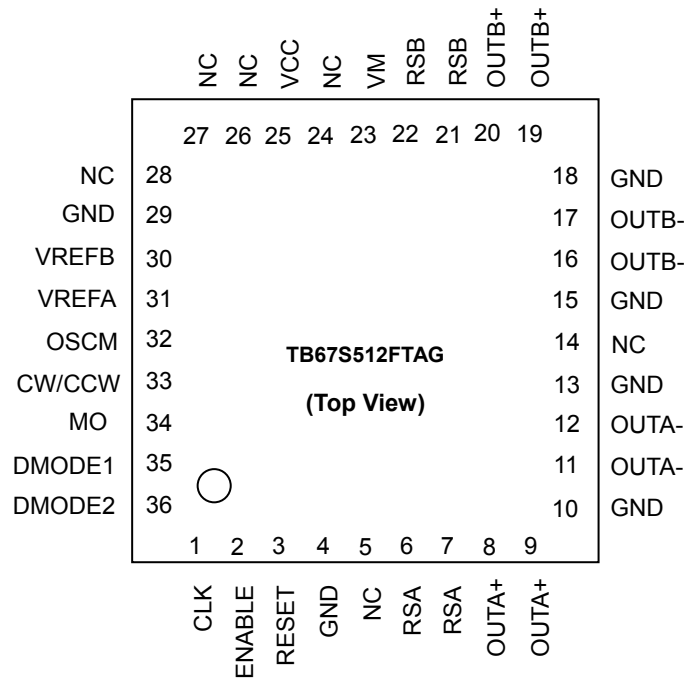 NC NC VCC NC VM RSB RSB OUTB+ OUTB+
27 26 25 24 23 22 21 20 19
NC 28 18 GND
GND 29 17 OUTB-
VREFB 30 16 OUTB-
VREFA 31 15 GND
OSCM 32 14 NC
TB67S512FTAG
CW/CCW 33 13 GND
(Top View)
MO 34 12 OUTA-
DMODE1 35 11 OUTA-
DMODE2 36 10 GND
1 2 3 4 5 6 7 8 9
CLK ENABLE RESET GND NC RSA RSA OUTA+ OUTA+